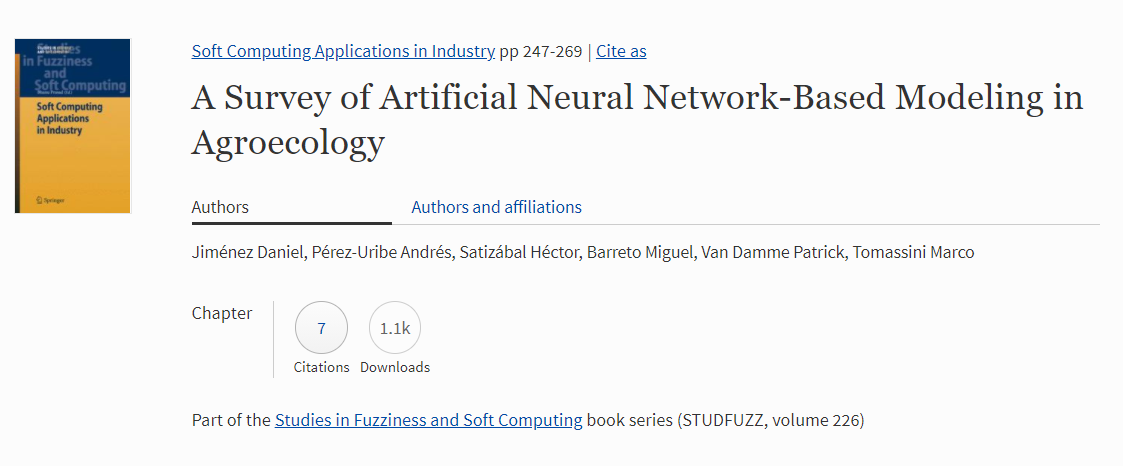 Studies
in Fuzziness
and
Soft Computing
Soft Computing
Applications
in Industry
Springer
Soft Computing Applications in Industry pp 247-269 | Cite as
A Survey of Artificial Neural Network-Based Modeling in
Agroecology
Authors
Authors and affiliations
Jiménez Daniel, Pérez-Uribe Andrés, Satizábal Héctor, Barreto Miguel, Van Damme Patrick, Tomassini Marco
Chapter
7
1.1k
Citations
Downloads
Part of the Studies in Fuzziness and Soft Computing book series (STUDFUZZ, volume 226)